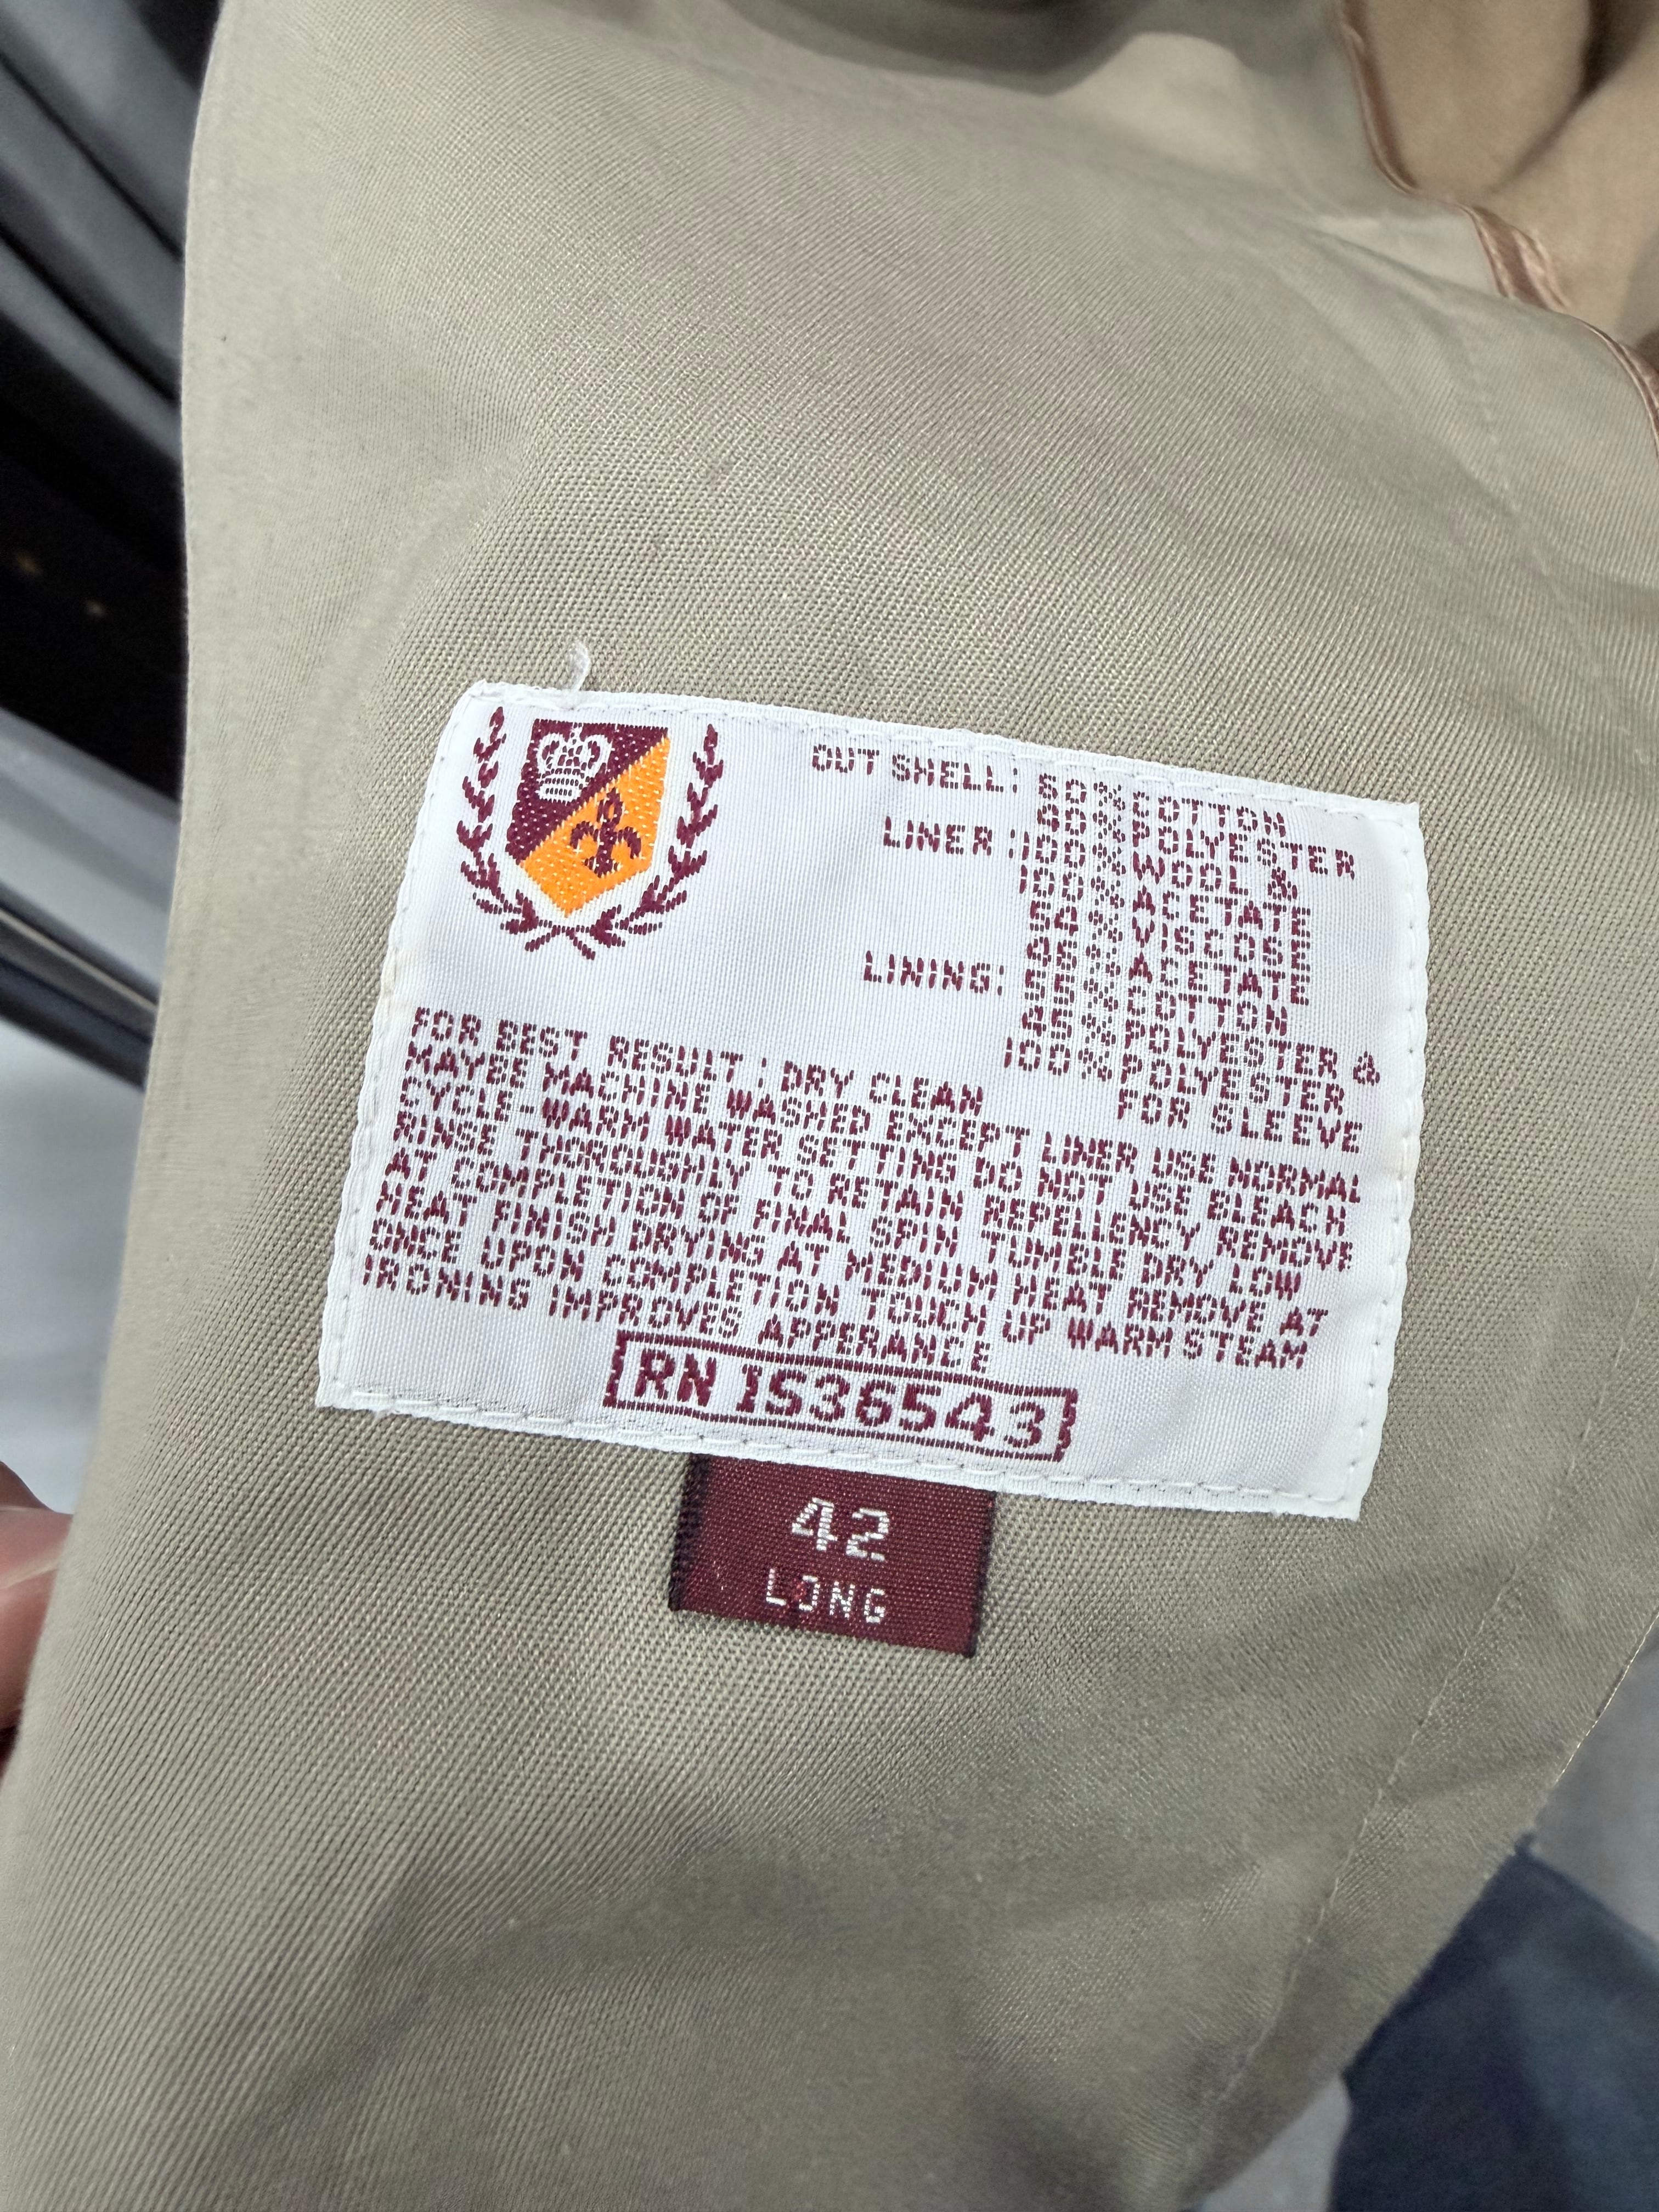 OUT SHELL: 60% COTTON
40% POLYESTER
LINER: 100% WOOL &
100% ACETATE
54% VISCOSE
46% ACETATE
LINING: 55% COTTON
45% POLYESTER &
100% POLYESTER
FOR SLEEVE
FOR BEST RESULT : DRY CLEAN
MAYBE MACHINE WASHED EXCEPT LINER USE NORMAL
CYCLE-WARM WATER SETTING DO NOT USE BLEACH
RINSE THOROUGHLY TO RETAIN REPELLENCY REMOVE
AT COMPLETION OF FINAL SPIN TUMBLE DRY LOW
HEAT FINISH DRYING AT MEDIUM HEAT REMOVE AT
ONCE UPON COMPLETION TOUCH UP WARM STEAM
IRONING IMPROVES APPERANCE
RN IS36543
42
LONG